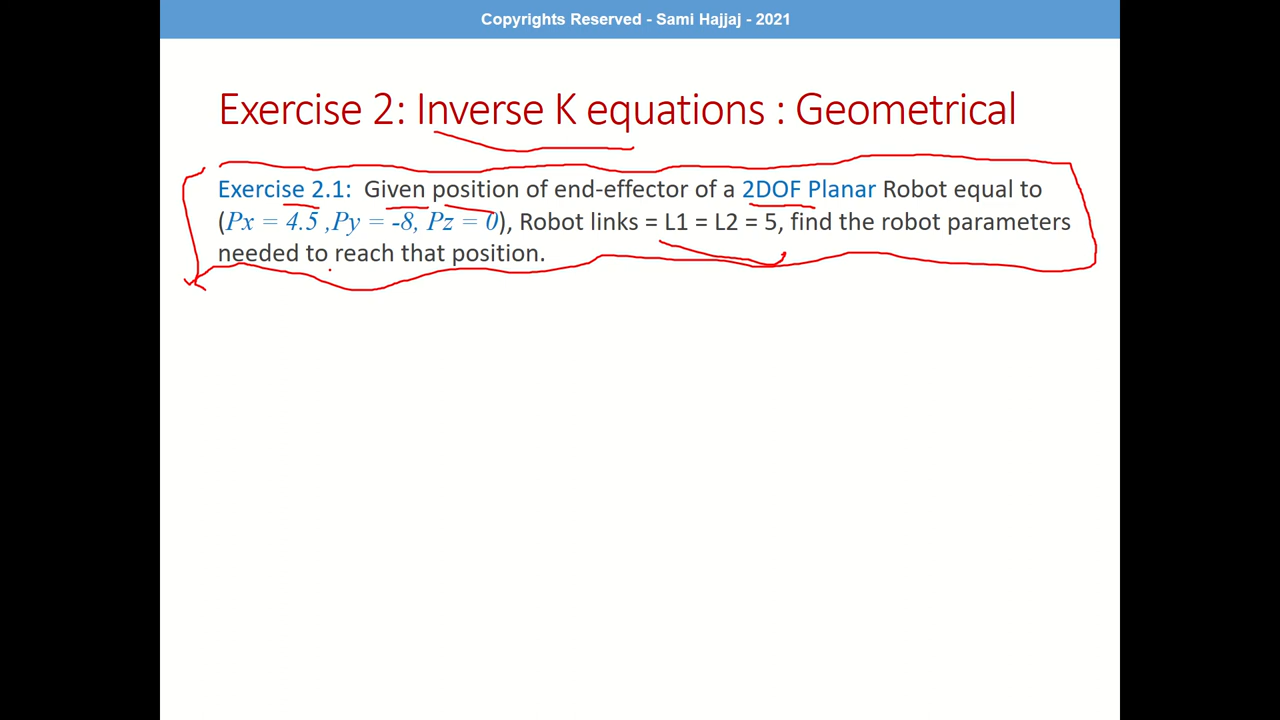 Copyrights Reserved - Sami Hajjaj - 2021
Exercise 2: Inverse K equations : Geometrical
Exercise 2.1: Given position of end-effector of a 2DOF Planar Robot equal to
(Px = 4.5 ,Py = -8, Pz = 0), Robot links = L1 = L2 = 5, find the robot parameters
needed to reach that position.